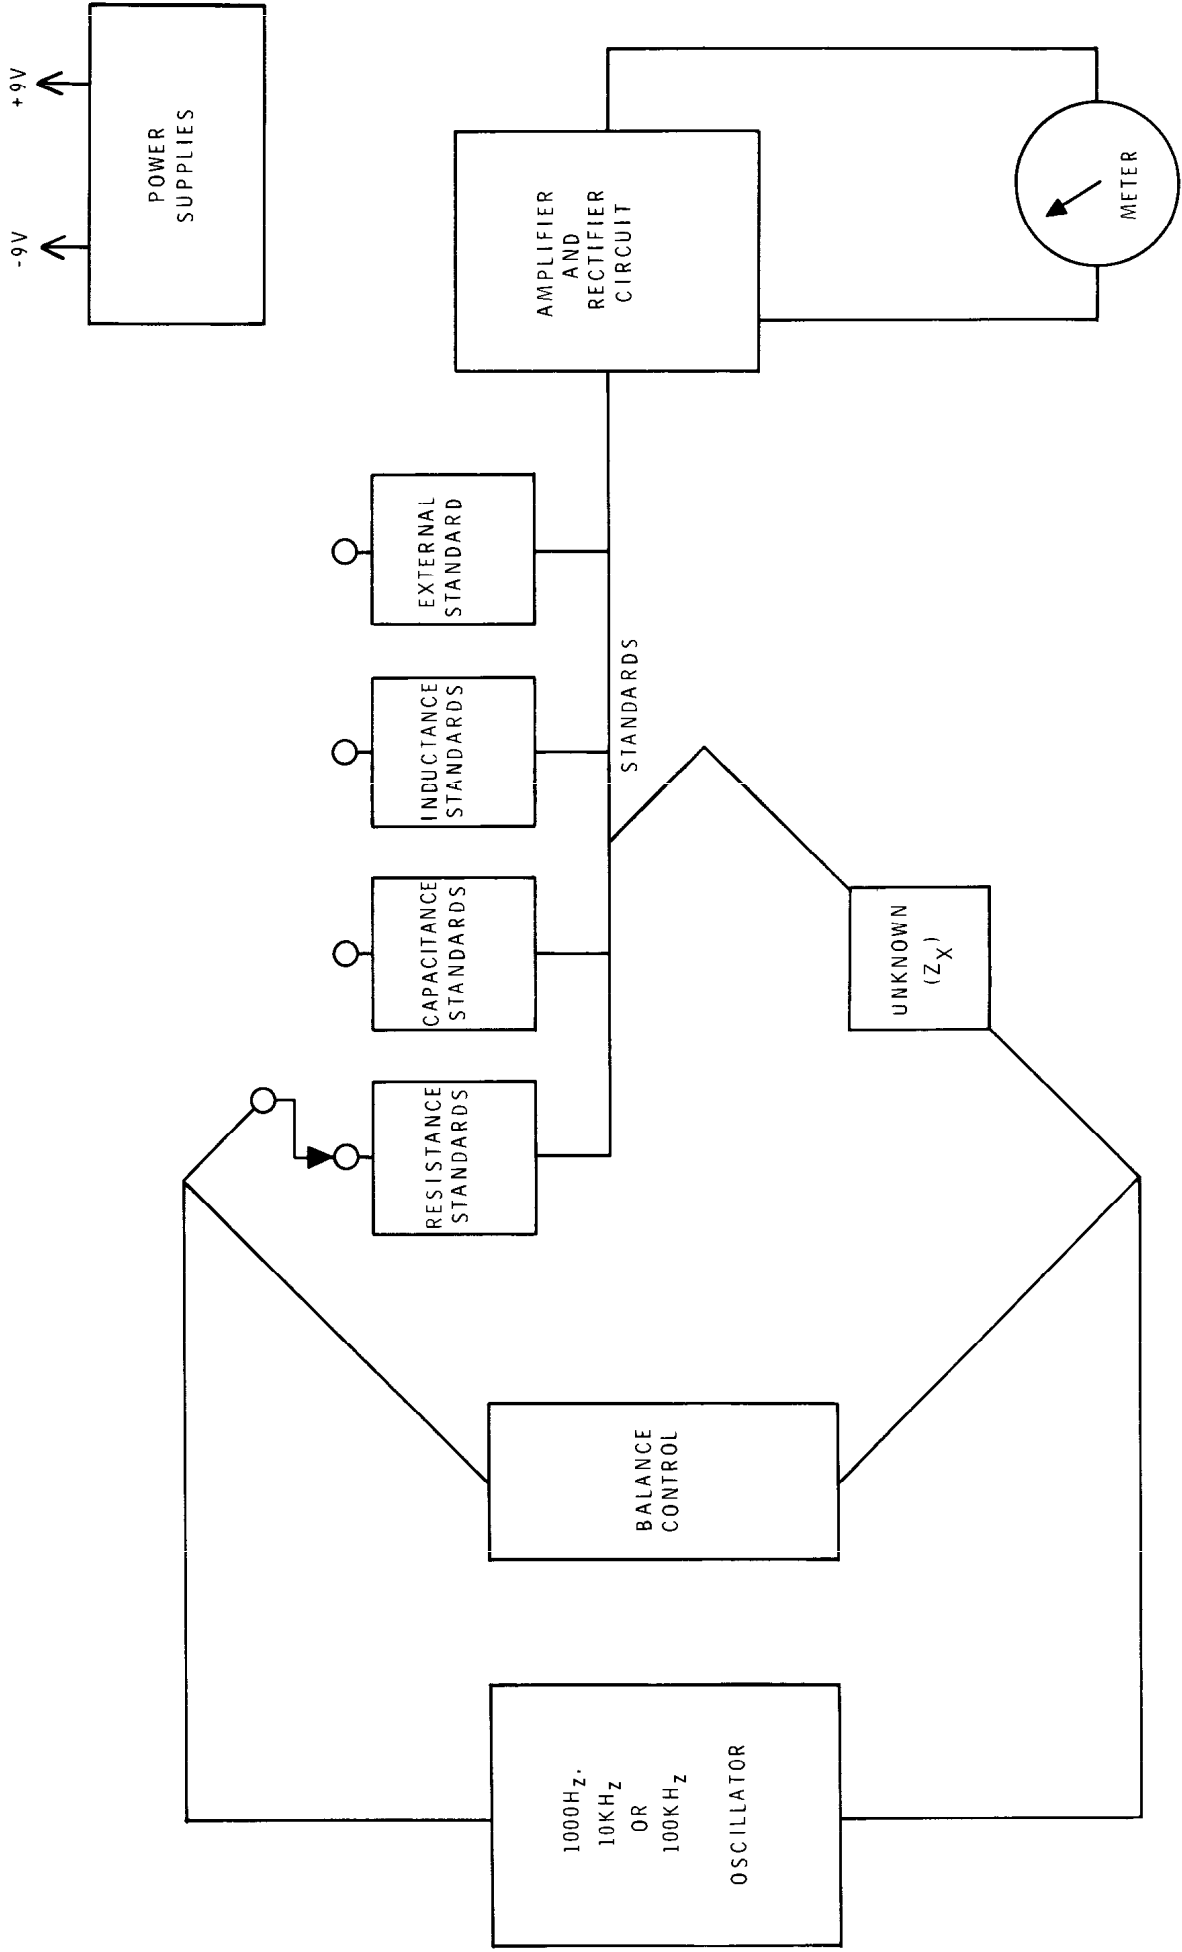 -9V
+9V
POWER
SUPPLIES
AMPLIFIER
AND
RECTIFIER
CIRCUIT
METER
EXTERNAL
STANDARD
INDUCTANCE
STANDARDS
CAPACITANCE
STANDARDS
RESISTANCE
STANDARDS
STANDARDS
UNKNOWN
(ZX)
BALANCE
CONTROL
1000HZ.
10KHZ
OR
100KHZ
OSCILLATOR